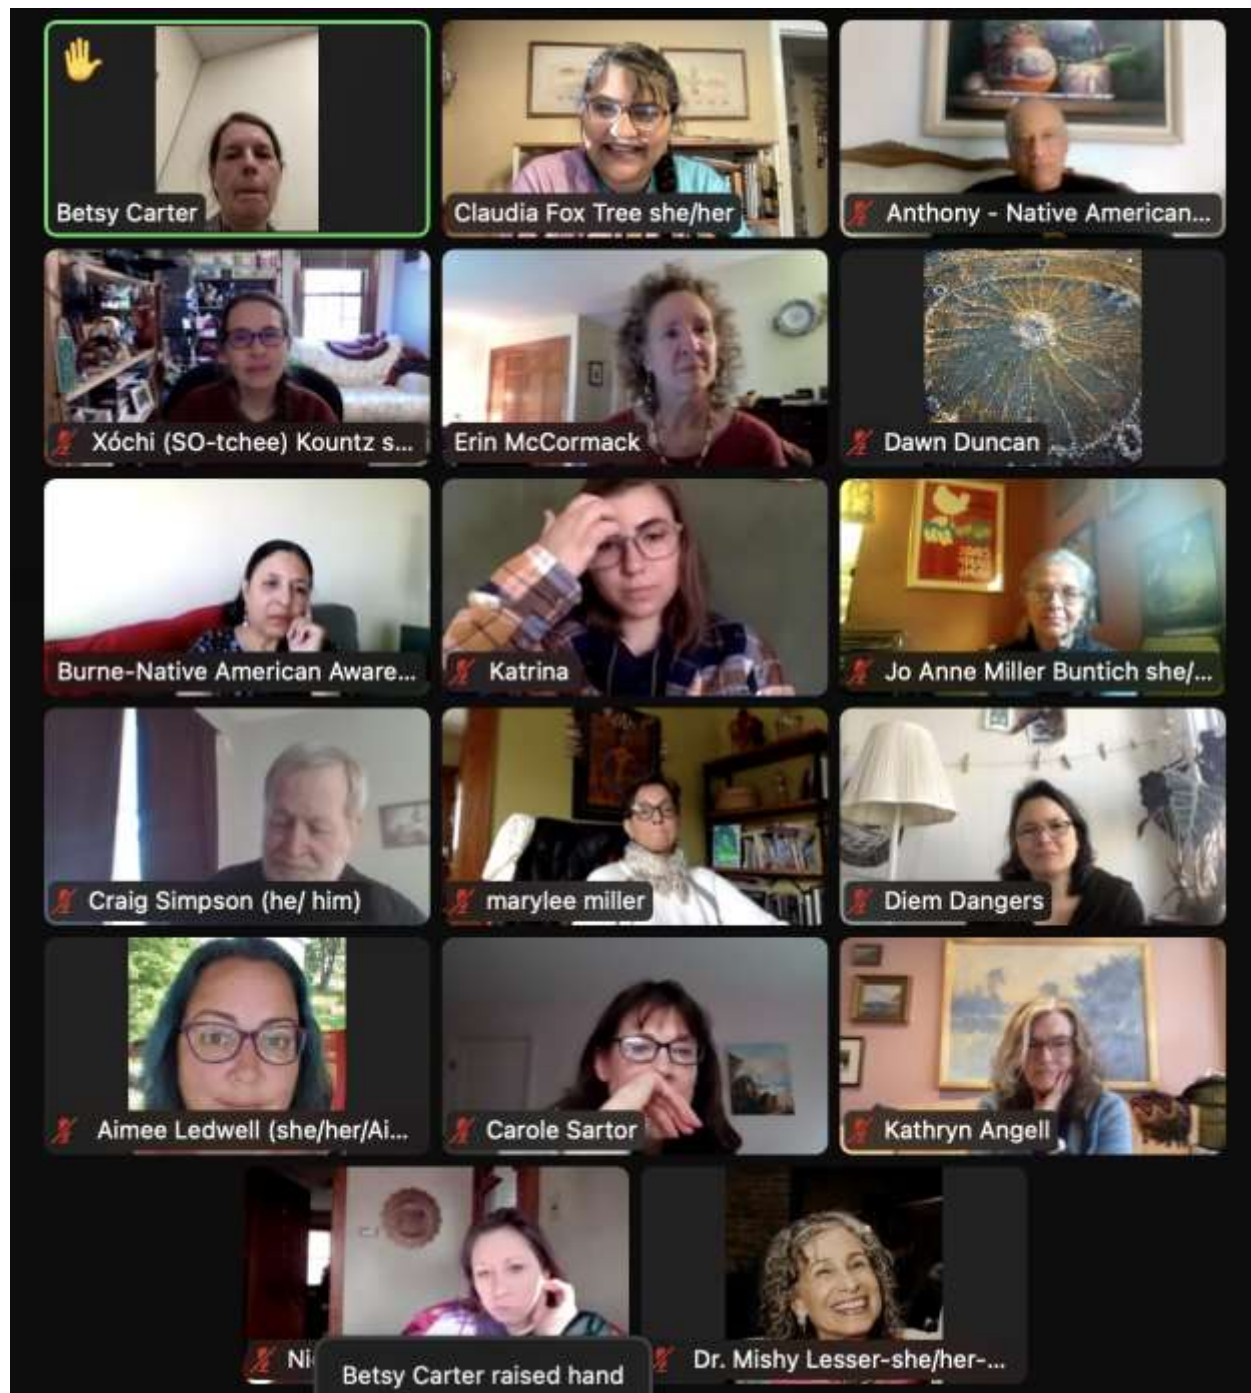 Betsy Carter
Claudia Fox Tree she/her
Anthony - Native American...
Xóchi (SO-tchee) Kountz s...
Erin McCormack
Dawn Duncan
Burne-Native American Aware...
Katrina
Jo Anne Miller Buntich she/...
Craig Simpson (he/ him)
marylee miller
Diem Dangers
Aimee Ledwell (she/her/Ai...
Carole Sartor
Kathryn Angell
Ni
Dr. Mishy Lesser-she/her-...
Betsy Carter raised hand